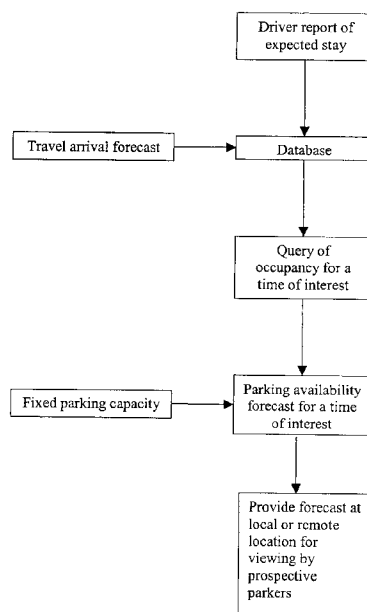 Driver report of
expected stay
Travel arrival forecast
Database
Query of
occupancy for a
time of interest
Fixed parking capacity
Parking availability
forecast for a time
of interest
Provide forecast at
local or remote
location for
viewing by
prospective
parkers